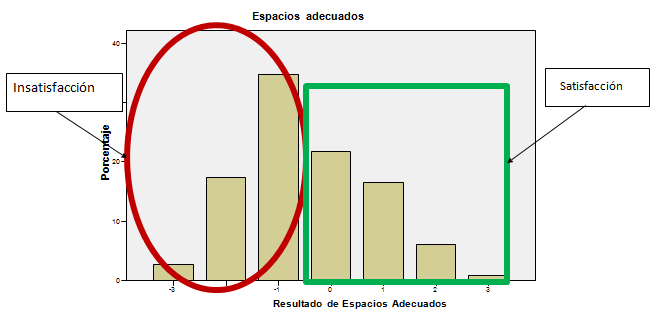 Espacios adecuados
Insatisfacción
Satisfacción
Porcentaje
40
20
10
0
-3
-1
0
1
2
3
Resultado de Espacios Adecuados